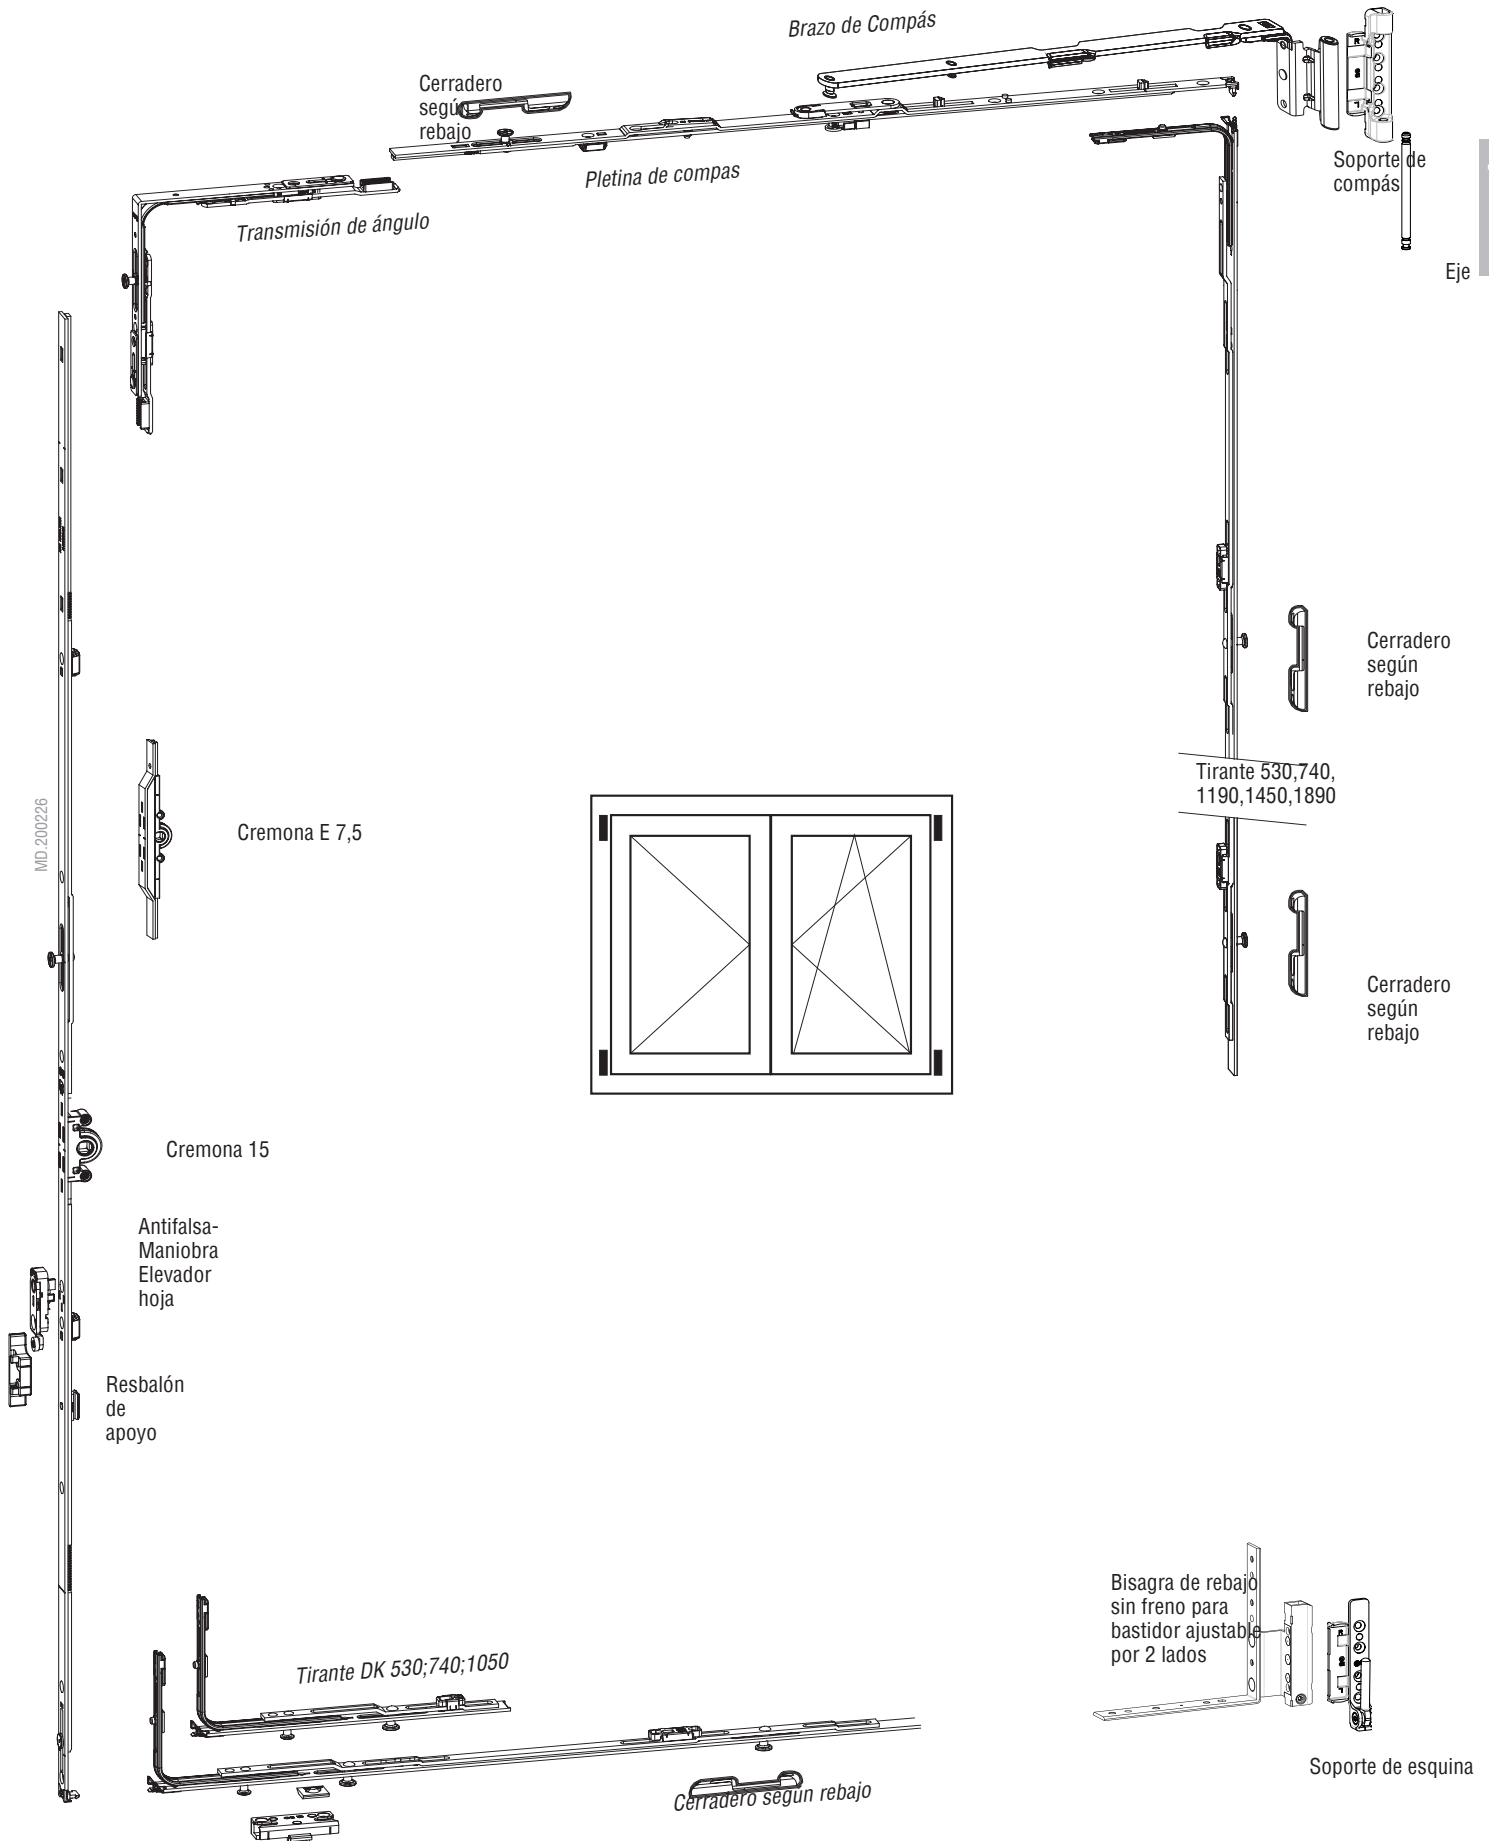 Brazo de Compás
Cerradero
según
rebajo
Soporte de
compás
Pletina de compas
Transmisión de ángulo
Eje
Cerradero
según
rebajo
Tirante 530,740,
1190,1450,1890
MD.200226
Cremona E 7,5
Cerradero
según
rebajo
Cremona 15
Antifalsa-
Maniobra
Elevador
hoja
Resbalón
de
apoyo
Bisagra de rebajo
sin freno para
bastidor ajustable
por 2 lados
Tirante DK 530;740;1050
Soporte de esquina
Cerradero según rebajo